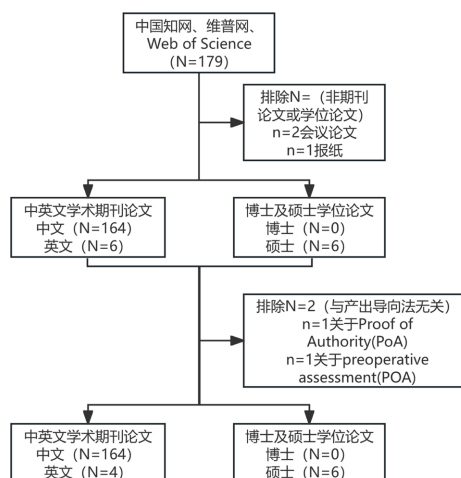 中国知网、维普网、
Web of Science
（N=179）
排除N=（非期刊
论文或学位论文）
n=2会议论文
n=1报纸
中英文学术期刊论文
中文（N=164）
英文（N=6）
博士及硕士学位论文
博士（N=0）
硕士（N=6）
排除N=2（与产出导向法无关）
n=1关于Proof of
Authority(PoA)
n=1关于preoperative
assessment(POA)
中英文学术期刊论文
中文（N=164）
英文（N=4）
博士及硕士学位论文
博士（N=0）
硕士（N=6）